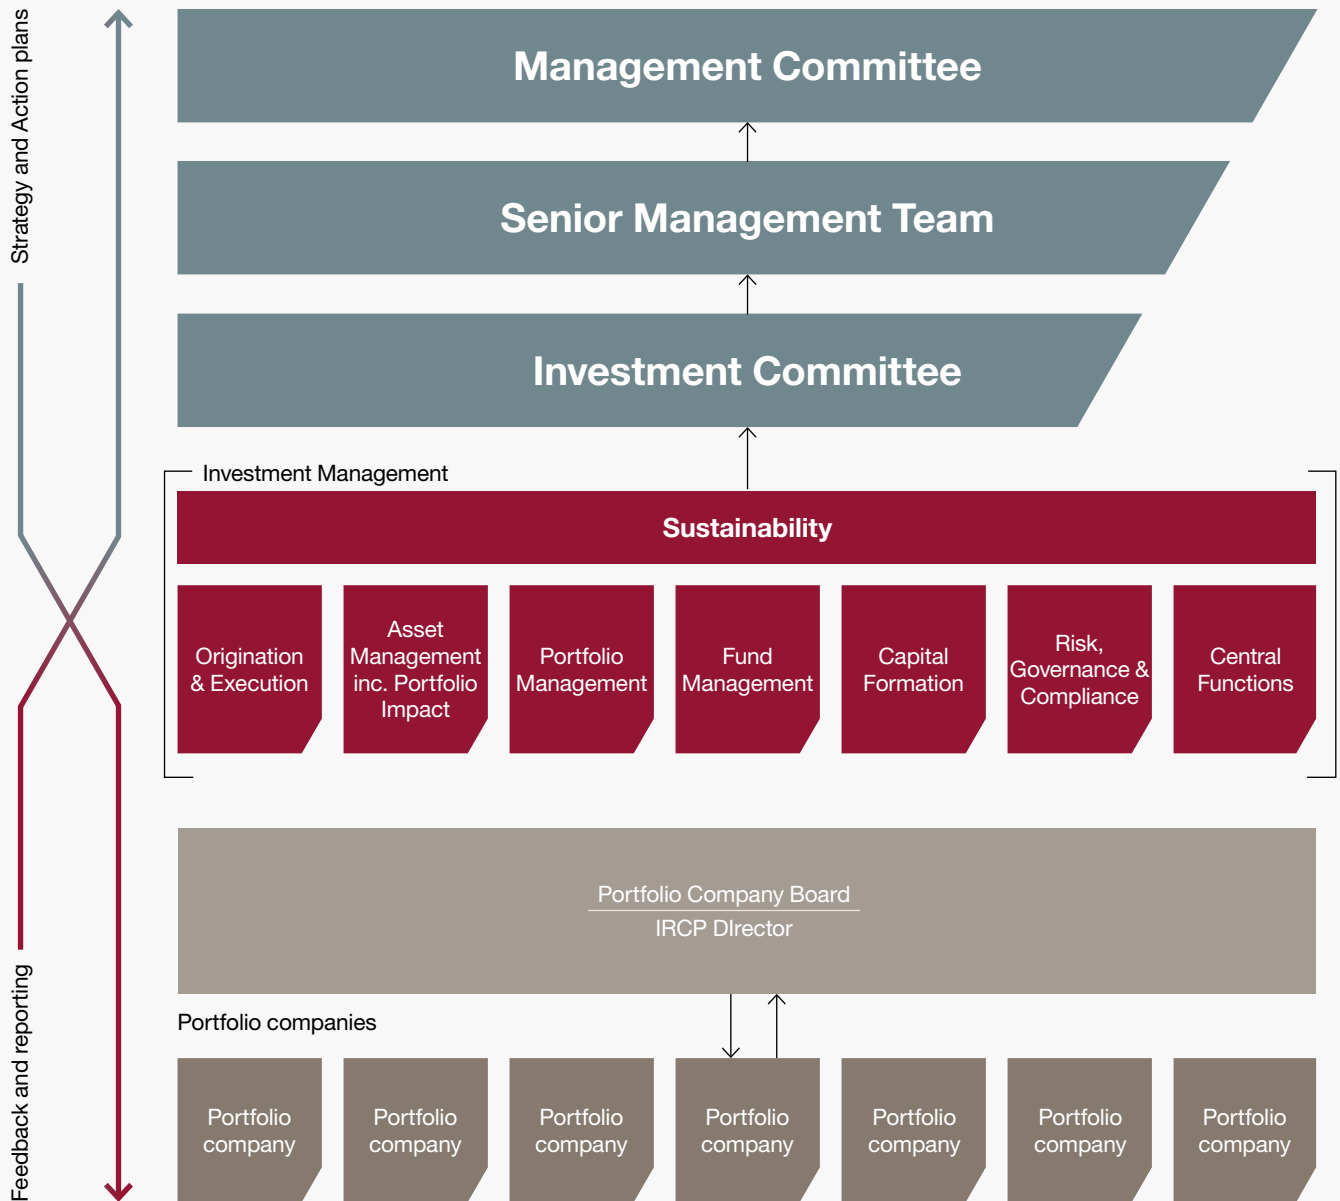 Strategy and Action plans
Management Committee
Senior Management Team
Investment Committee
Investment Management
Sustainability
Origination
& Execution
Asset
Management
inc. Portfolio
Impact
Portfolio
Management
Fund
Management
Capital
Formation
Risk,
Governance &
Compliance
Central
Functions
Portfolio Company Board
IRCP DIrector
Feedback and reporting
Portfolio companies
Portfolio
company
Portfolio
company
Portfolio
company
Portfolio
company
Portfolio
company
Portfolio
company
Portfolio
company